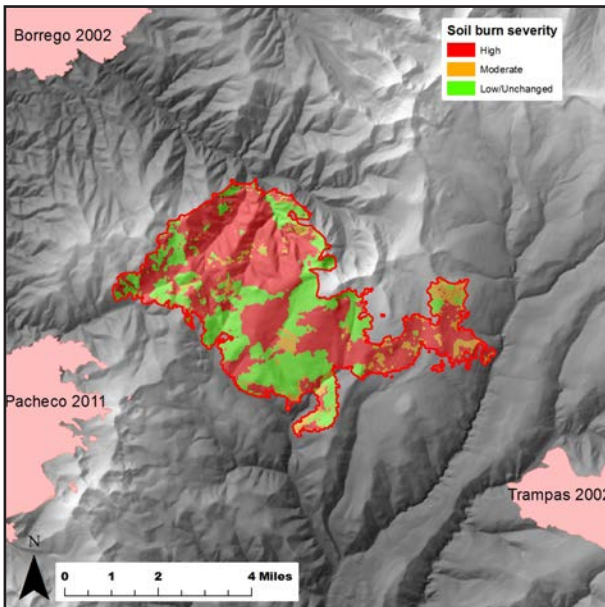 Borrego 2002
Soil burn severity
High
Moderate
Low/Unchanged
Pacheco 2011
Trampas 2002
N
0 1 2 4 Miles